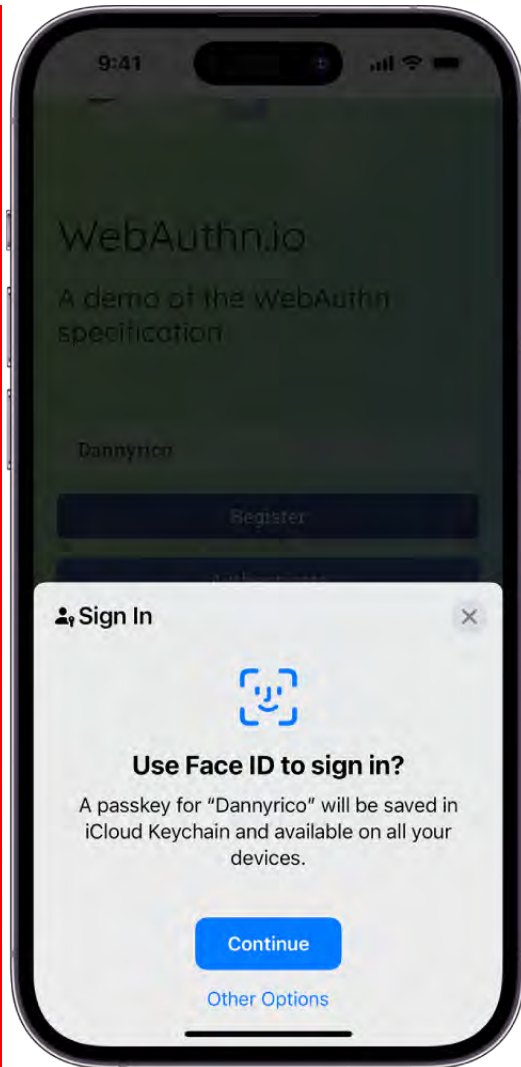 9:41
WebAuthn.io
A demo of the WebAuthn
specification
Dannyrico
Register
Authenticate
Sign In
Use Face ID to sign in?
A passkey for “Dannyrico” will be saved in
iCloud Keychain and available on all your
devices.
Continue
Other Options